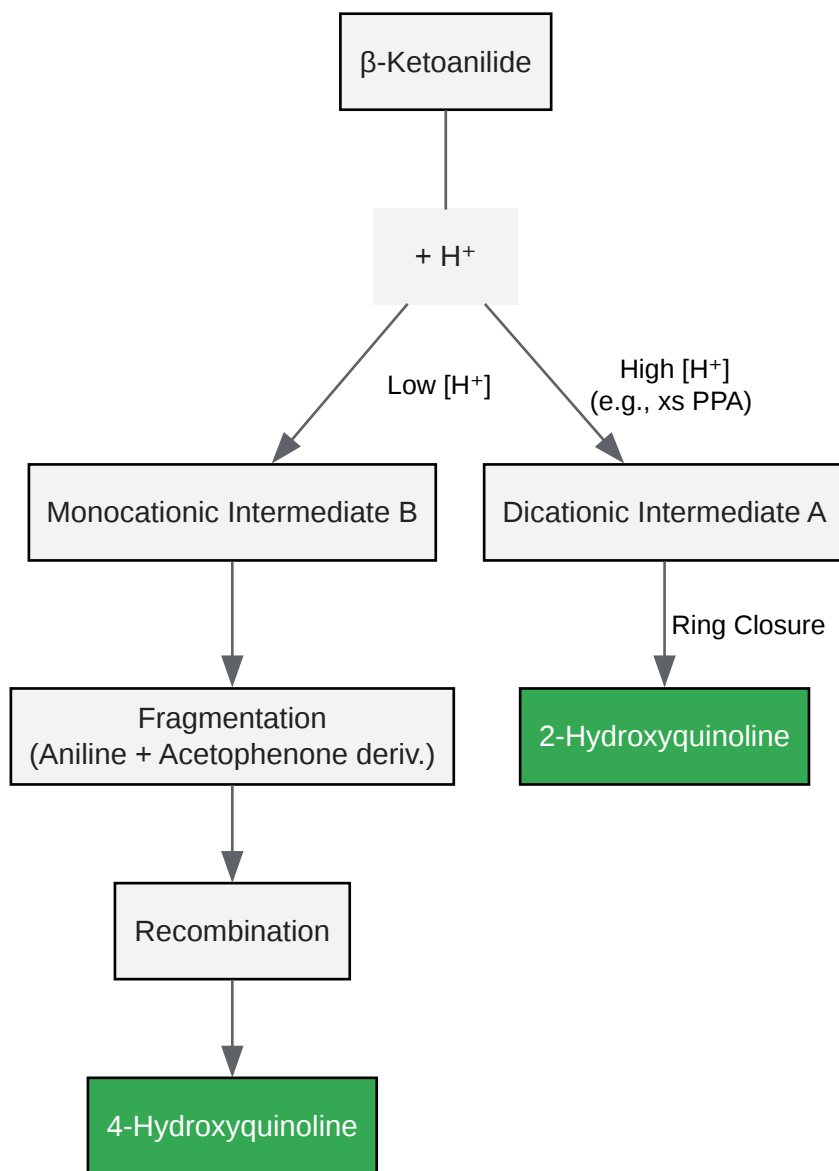 β-Ketoanilide
+ H⁺
Low [H⁺]
High [H⁺]
(e.g., xs PPA)
Monocationic Intermediate B
Dicationic Intermediate A
Ring Closure
Fragmentation
(Aniline + Acetophenone deriv.)
2-Hydroxyquinoline
Recombination
4-Hydroxyquinoline